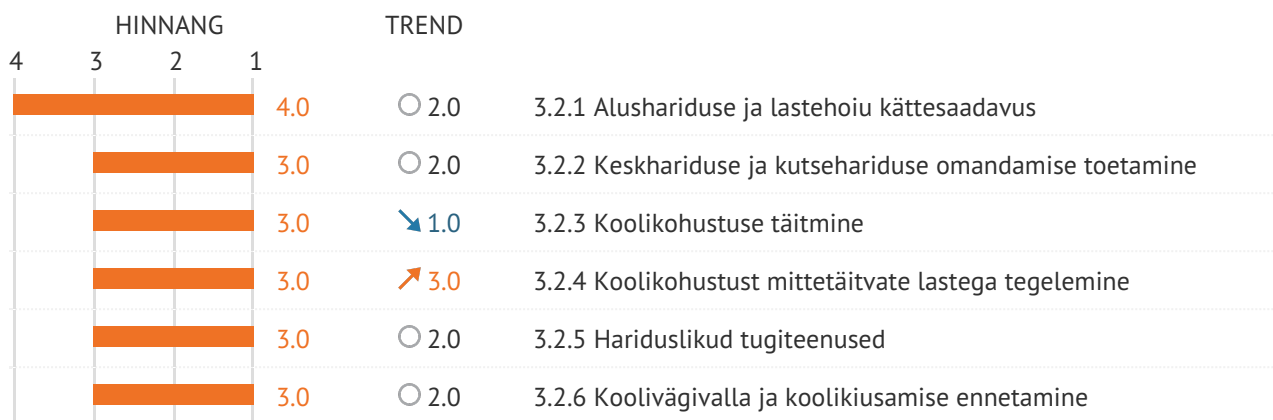 HINNANG TREND
4 3 2 1
4.0 2.0 3.2.1 Alushariduse ja lastehoiu kättesaadavus
3.0 2.0 3.2.2 Keskhariduse ja kutsehariduse omandamise toetamine
3.0 1.0 3.2.3 Koolikohustuse täitmine
3.0 3.0 3.2.4 Koolikohustust mittetäitvate lastega tegelemine
3.0 2.0 3.2.5 Hariduslikud tugiteenused
3.0 2.0 3.2.6 Koolivägivalla ja koolikiusamise ennetamine